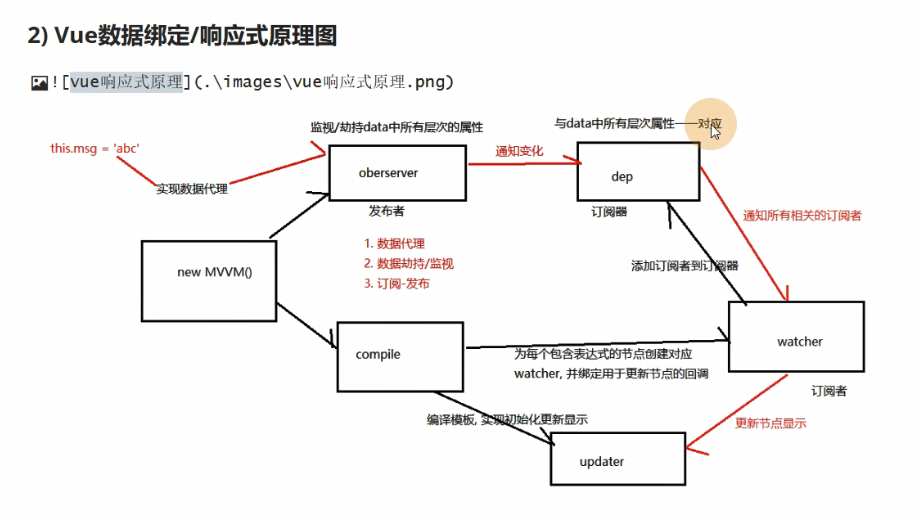 2) Vue数据绑定/响应式原理图
![vue响应式原理](.\images\vue响应式原理.png)
监视/劫持data中所有层次的属性
与data中所有层次属性一一对应
this.msg = 'abc'
通知变化
oberserver
dep
实现数据代理
发布者
订阅器
通知所有相关的订阅者
1. 数据代理
2. 数据劫持/监视
3. 订阅-发布
new MVVM()
添加订阅者到订阅器
compile
watcher
为每个包含表达式的节点创建对应
watcher, 并绑定用于更新节点的回调
订阅者
编译模板, 实现初始化更新显示
更新节点显示
updater